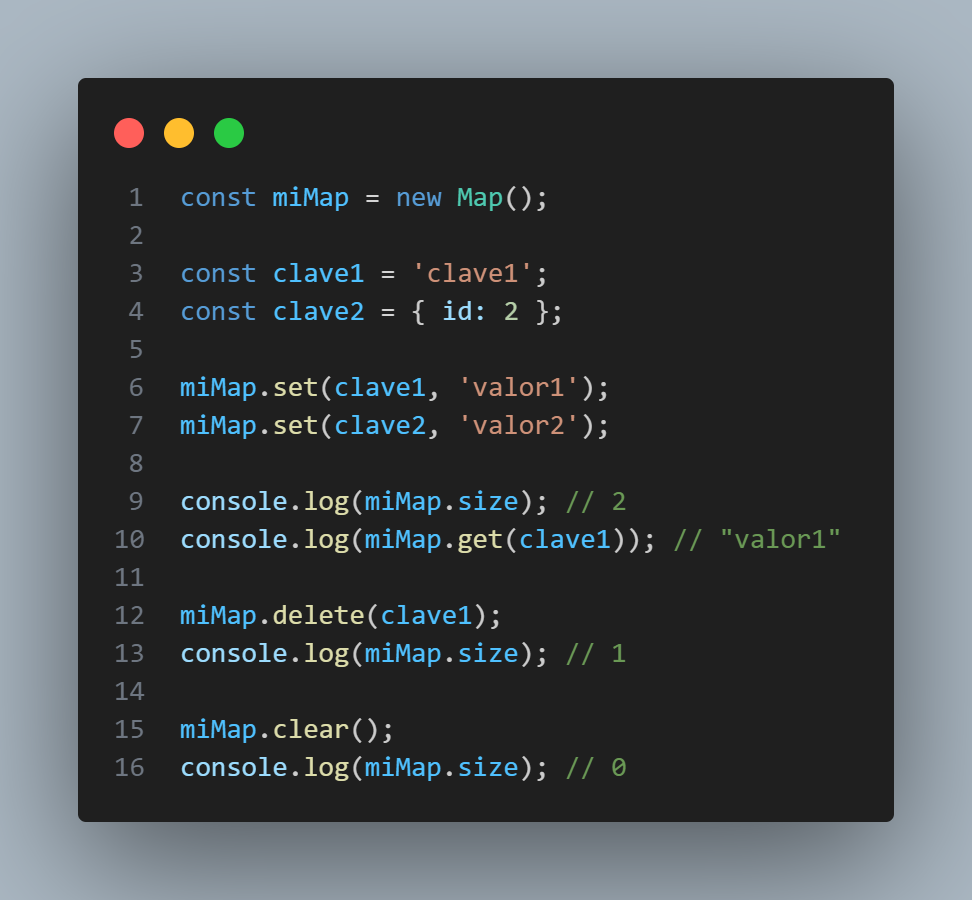 1 const miMap = new Map();
2
3 const clave1 = 'clave1';
4 const clave2 = { id: 2 };
5
6 miMap.set(clave1, 'valor1');
7 miMap.set(clave2, 'valor2');
8
9 console.log(miMap.size); // 2
10 console.log(miMap.get(clave1)); // "valor1"
11
12 miMap.delete(clave1);
13 console.log(miMap.size); // 1
14
15 miMap.clear();
16 console.log(miMap.size); // 0